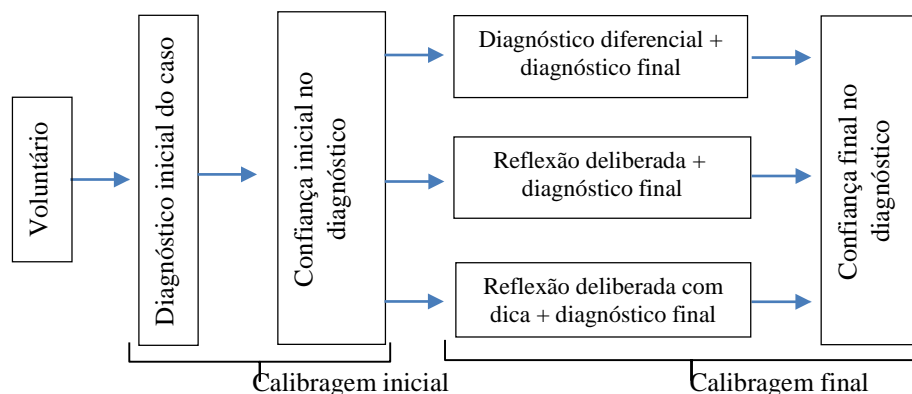 Voluntário
Diagnóstico inicial do caso
Confiança inicial no
diagnóstico
Diagnóstico diferencial +
diagnóstico final
Reflexão deliberada +
diagnóstico final
Reflexão deliberada com
dica + diagnóstico final
Confiança final no
diagnóstico
Calibragem inicial
Calibragem final